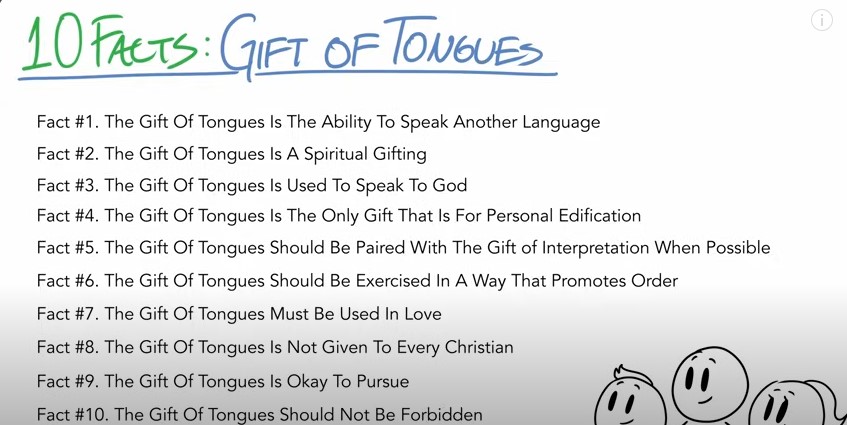 10 FACTS: GIFT OF TONGUES
Fact #1. The Gift Of Tongues Is The Ability To Speak Another Language
Fact #2. The Gift Of Tongues Is A Spiritual Gifting
Fact #3. The Gift Of Tongues Is Used To Speak To God
Fact #4. The Gift Of Tongues Is The Only Gift That Is For Personal Edification
Fact #5. The Gift Of Tongues Should Be Paired With The Gift of Interpretation When Possible
Fact #6. The Gift Of Tongues Should Be Exercised In A Way That Promotes Order
Fact #7. The Gift Of Tongues Must Be Used In Love
Fact #8. The Gift Of Tongues Is Not Given To Every Christian
Fact #9. The Gift Of Tongues Is Okay To Pursue
Fact #10. The Gift Of Tongues Should Not Be Forbidden